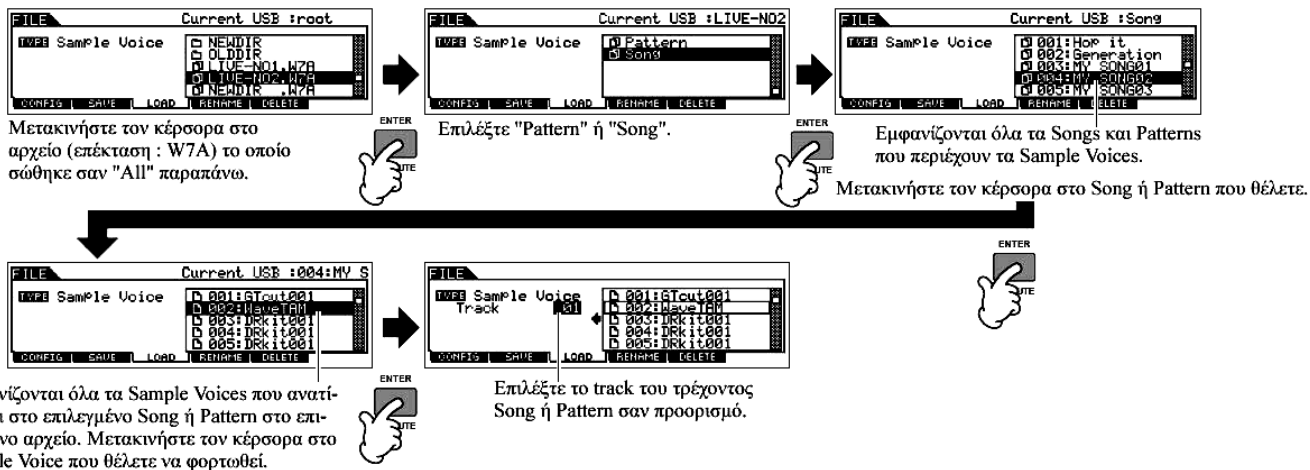 FILE Current USB :root
TYPE Sample Voice
NEWDIR
OLDDIR
LIVE-NO1.W7A
LIVE-NO2.W7A
NEWDIR .W7A
CONFIG SAVE LOAD RENAME DELETE
Μετακινήστε τον κέρσορα στο
αρχείο (επέκταση : W7A) το οποίο
σώθηκε σαν "All" παραπάνω.
ENTER
FILE Current USB :LIVE-NO2
TYPE Sample Voice
Pattern
Song
CONFIG SAVE LOAD RENAME DELETE
Επιλέξτε "Pattern" ή "Song".
ENTER
FILE Current USB :Song
TYPE Sample Voice
001:Hop it
002:Generation
003:MY SONG01
004:MY SONG02
005:MY SONG03
CONFIG SAVE LOAD RENAME
Εμφανίζονται όλα τα Songs και Patterns
που περιέχουν τα Sample Voices.
Μετακινήστε τον κέρσορα στο Song ή Pattern που θέλετε.
ENTER
FILE Current USB :004:MY S
TYPE Sample Voice
001:GTcut001
002:WaveTAM
003:DRkit001
004:DRkit001
005:DRkit001
CONFIG SAVE LOAD RENAME DELETE
νίζονται όλα τα Sample Voices που ανατί-
ι στο επιλεγμένο Song ή Pattern στο επι-
νο αρχείο. Μετακινήστε τον κέρσορα στο
le Voice που θέλετε να φορτωθεί.
ENTER
FILE
TYPE Sample Voice
Track 01
001:GTcut001
002:WaveTAM
003:DRkit001
004:DRkit001
005:DRkit001
CONFIG SAVE LOAD RENAME DELETE
Επιλέξτε το track του τρέχοντος
Song ή Pattern σαν προορισμό.